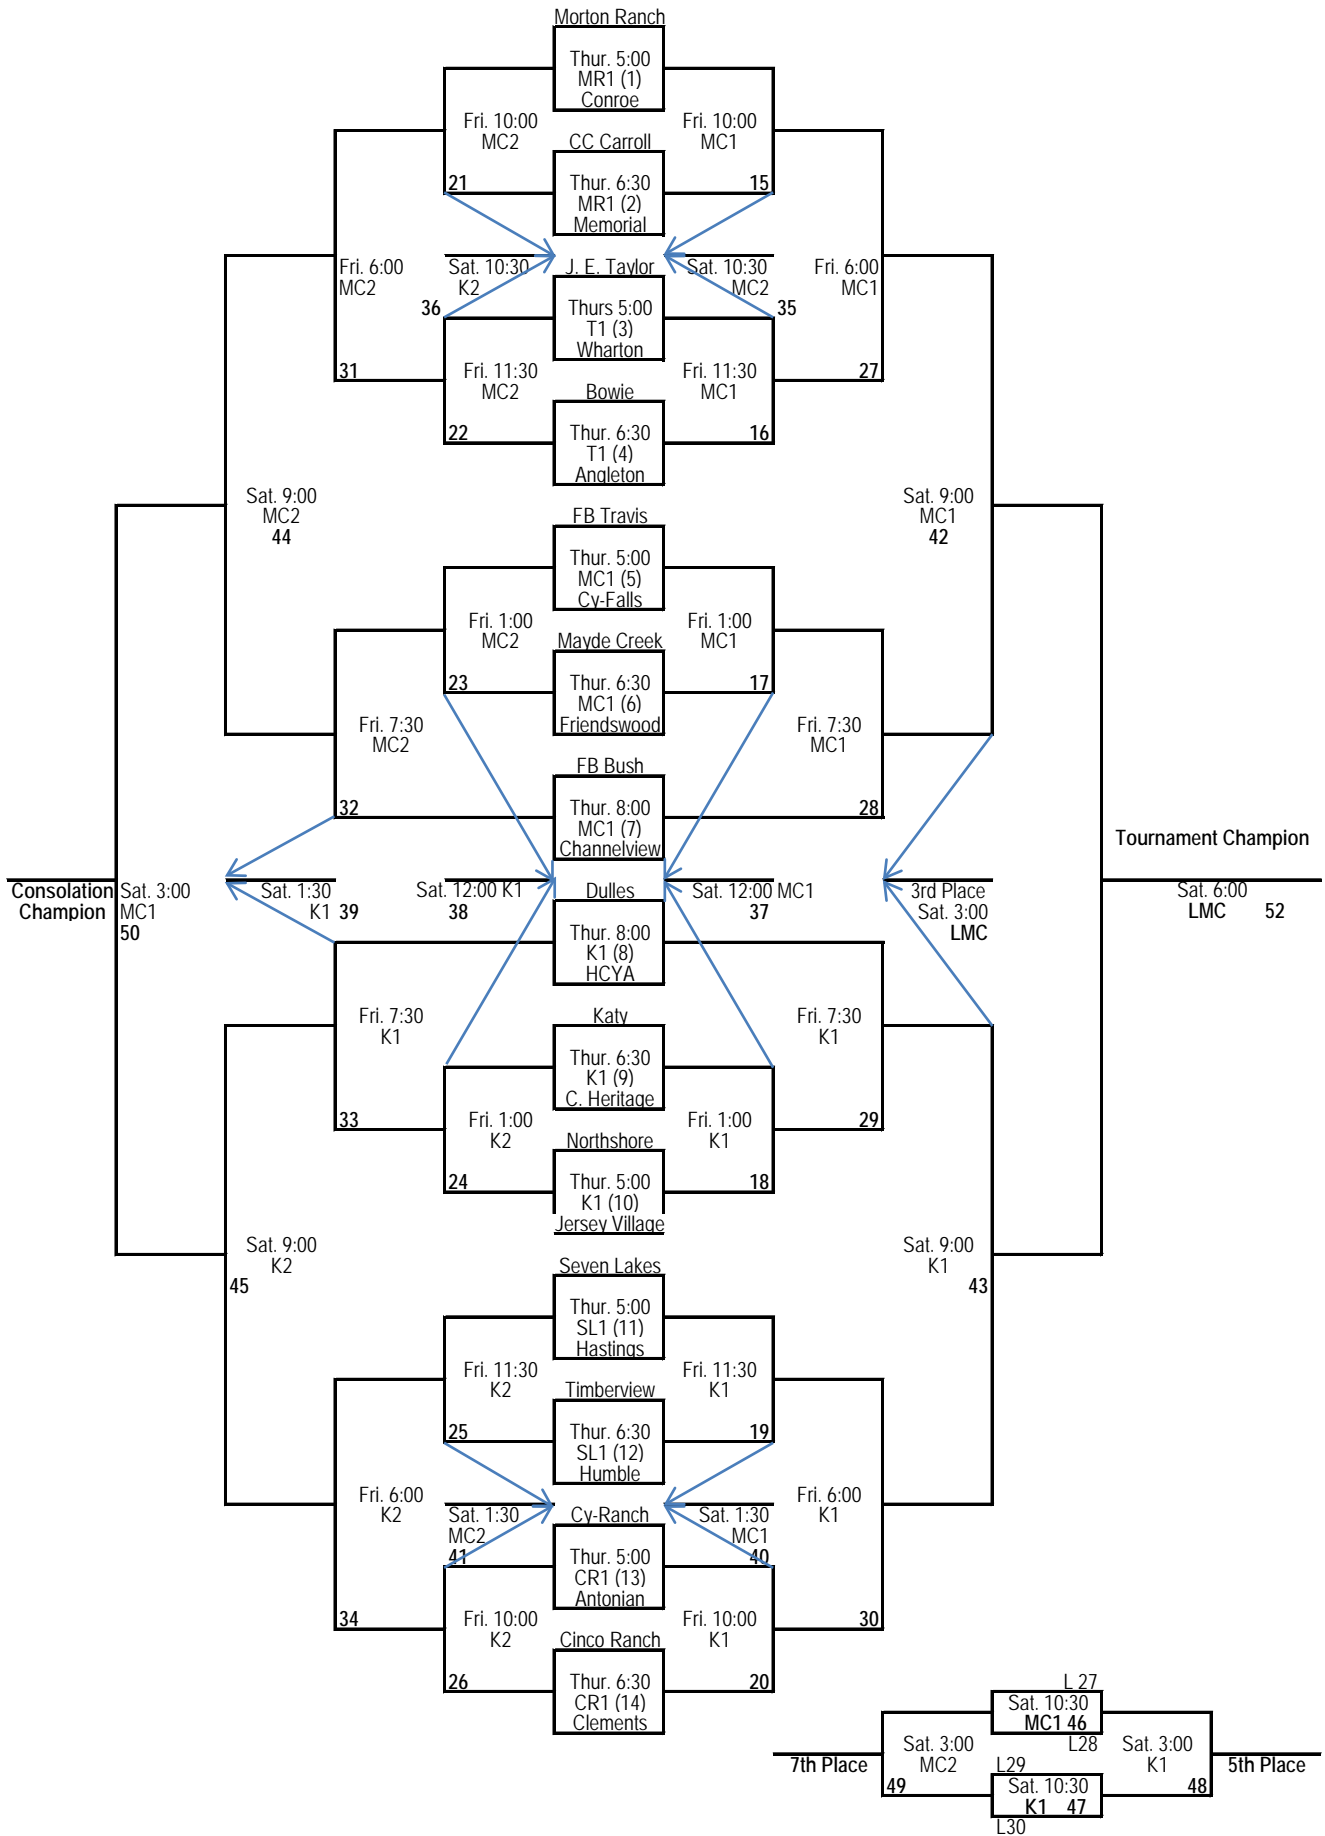 Morton Ranch
Thur. 5:00
MR1 (1)
Conroe
Fri. 10:00
MC2
Fri. 10:00
MC1
CC Carroll
21
Thur. 6:30
MR1 (2)
Memorial
15
Fri. 6:00
MC2
Sat. 10:30
K2
36
J. E. Taylor
Sat. 10:30
MC2
35
Fri. 6:00
MC1
Thurs 5:00
T1 (3)
Wharton
31
Fri. 11:30
MC2
Fri. 11:30
MC1
27
Bowie
22
Thur. 6:30
T1 (4)
Angleton
16
Sat. 9:00
MC2
44
Sat. 9:00
MC1
42
FB Travis
Thur. 5:00
MC1 (5)
Cy-Falls
Fri. 1:00
MC2
Fri. 1:00
MC1
Mayde Creek
23
Thur. 6:30
MC1 (6)
Friendswood
17
Fri. 7:30
MC2
Fri. 7:30
MC1
FB Bush
32
Thur. 8:00
MC1 (7)
Channelview
28
Tournament Champion
Consolation
Champion
Sat. 3:00
MC1
50
Sat. 1:30
K1 39
Sat. 12:00 K1
38
Dulles
Sat. 12:00 MC1
37
3rd Place
Sat. 3:00
LMC
Sat. 6:00
LMC 52
Thur. 8:00
K1 (8)
HCYA
Fri. 7:30
K1
Katy
Fri. 7:30
K1
Thur. 6:30
K1 (9)
C. Heritage
33
Fri. 1:00
K2
Fri. 1:00
K1
29
Northshore
24
Thur. 5:00
K1 (10)
Jersey Village
18
Sat. 9:00
K2
45
Sat. 9:00
K1
43
Seven Lakes
Thur. 5:00
SL1 (11)
Hastings
Fri. 11:30
K2
Fri. 11:30
K1
Timberview
25
Thur. 6:30
SL1 (12)
Humble
19
Fri. 6:00
K2
Sat. 1:30
MC2
41
Cy-Ranch
Sat. 1:30
MC1
40
Fri. 6:00
K1
Thur. 5:00
CR1 (13)
Antonian
34
Fri. 10:00
K2
Fri. 10:00
K1
30
Cinco Ranch
26
Thur. 6:30
CR1 (14)
Clements
20
L 27
Sat. 10:30
MC1 46
L28
7th Place
Sat. 3:00
MC2
49
L29
Sat. 10:30
K1 47
L30
Sat. 3:00
K1
48
5th Place